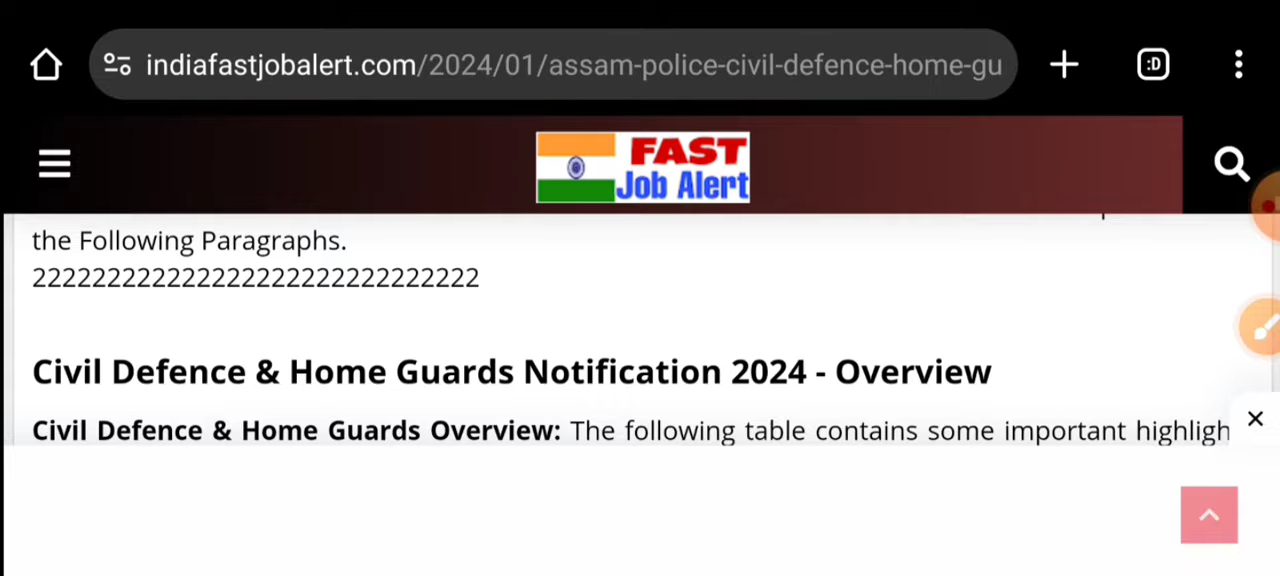 indiafastjobalert.com/2024/01/assam-police-civil-defence-home-gu
:D
FAST
Job Alert
the Following Paragraphs.
222222222222222222222222222222
Civil Defence & Home Guards Notification 2024 - Overview
Civil Defence & Home Guards Overview: The following table contains some important highligh